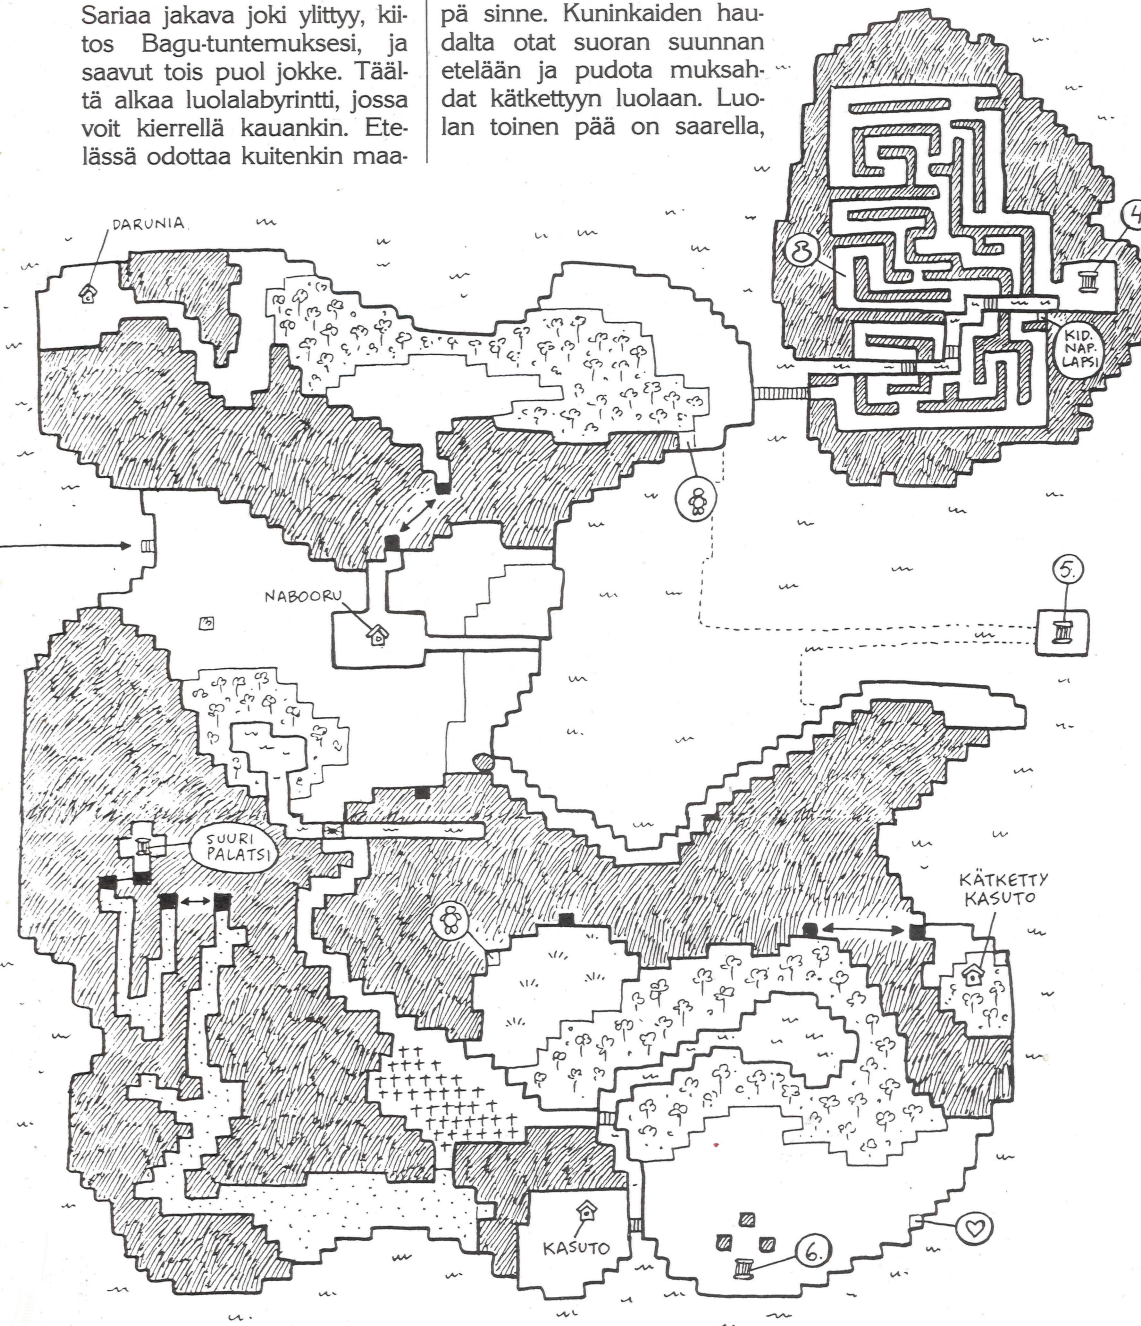 Sariaa jakava joki ylittyy, kii-
tos Bagu-tuntemuksesi, ja
saavut tois puol jokke. Tääl-
tä alkaa luolalabyrintti, jossa
voit kierrellä kauankin. Ete-
lässä odottaa kuitenkin maa-
pä sinne. Kuninkaiden hau-
dalta otat suoran suunnan
etelään ja pudota muksah-
dat kätkettyyn luolaan. Luo-
lan toinen pää on saarella,
DARUNIA
8
4
KID.
NAP.
LAPSI
NABOORU
5.
SUURI
PALATSI
KÄTKETTY
KASUTO
KASUTO
6.